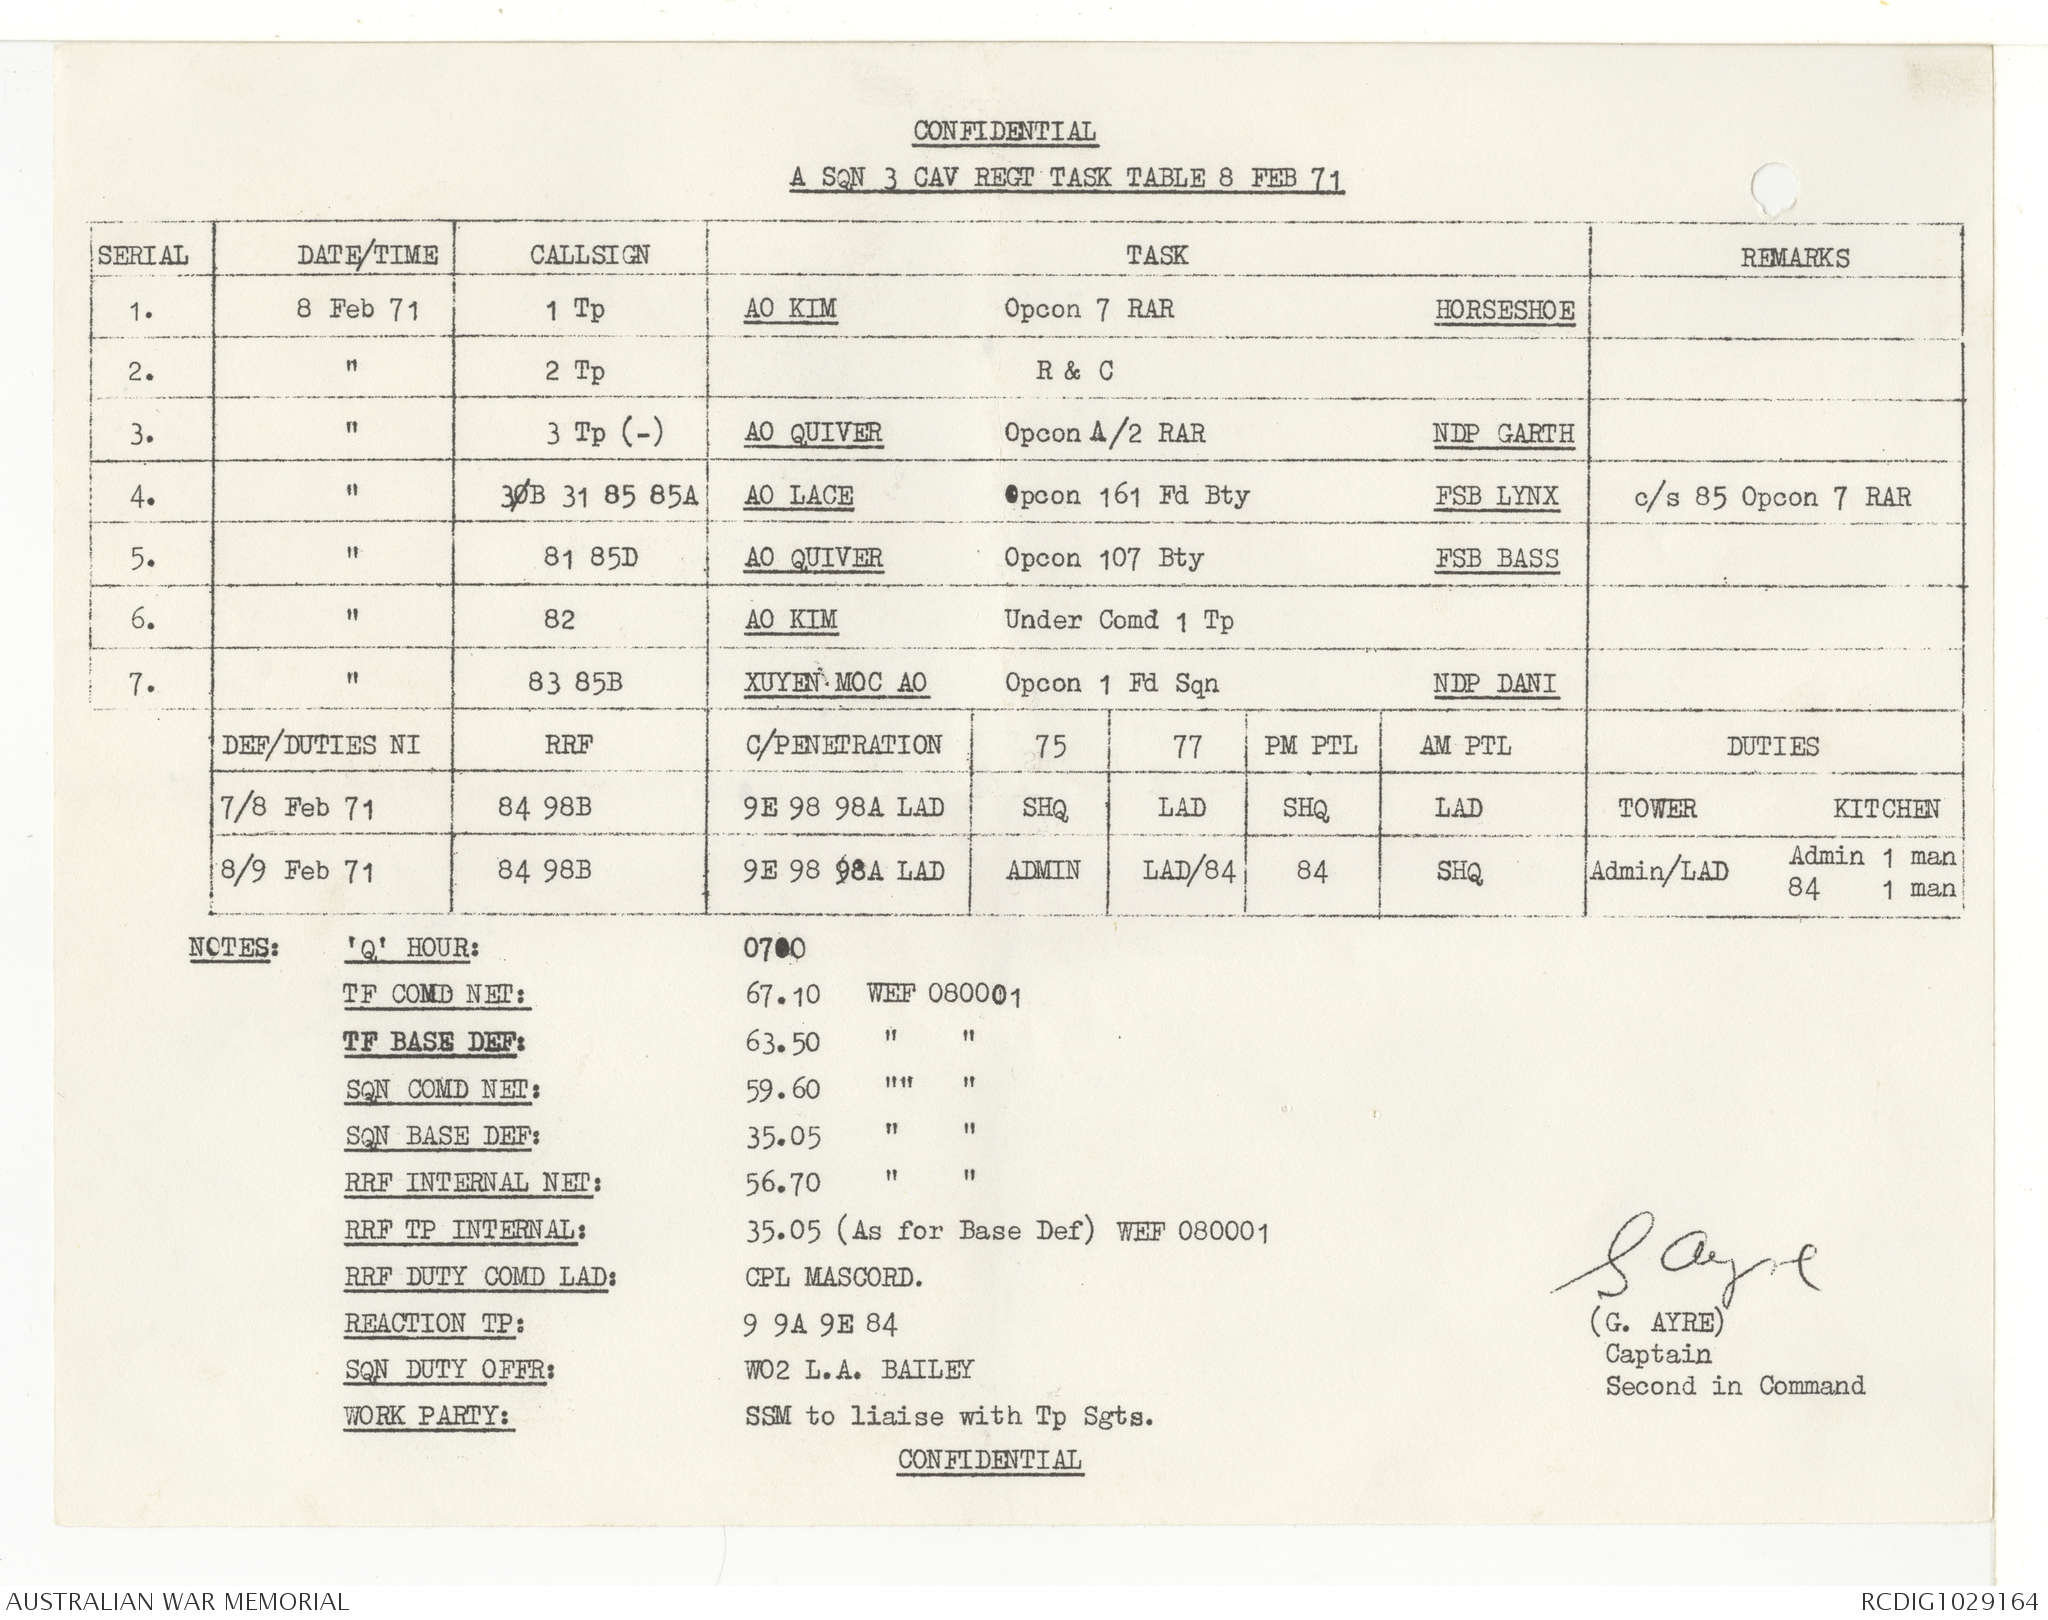 CONFIDENTIAL
A SQN 3 CAV REGT TASK TABLE 8 FEB 71
SERIAL DATE/TIME CALLSIGN TASK REMARKS
1. 8 Feb 71 1 Tp AO KIM Opcon 7 RAR HORSESHOE
2. " 2 Tp R & C
3. " 3 Tp (-) AO QUIVER Opcon A/2 RAR NDP GARTH
4. " 3ØB 31 85 85A AO LACE Opcon 161 Fd Bty FSB LYNX c/s 85 Opcon 7 RAR
5. " 81 85D AO QUIVER Opcon 107 Bty FSB BASS
6. " 82 AO KIM Under Comd 1 Tp
7. " 83 85B XUYEN MOC AO Opcon 1 Fd Sqn NDP DANI
DEF/DUTIES NI RRF C/PENETRATION 75 77 PM PTL AM PTL DUTIES
7/8 Feb 71 84 98B 9E 98 98A LAD SHQ LAD SHQ LAD TOWER KITCHEN
8/9 Feb 71 84 98B 9E 98 98A LAD ADMIN LAD/84 84 SHQ Admin/LAD Admin 1 man
84 1 man
NOTES: 'Q' HOUR: 0700
TF COMD NET: 67.10 WEF 080001
TF BASE DEF: 63.50 " "
SQN COMD NET: 59.60 "" "
SQN BASE DEF: 35.05 " "
RRF INTERNAL NET: 56.70 " "
RRF TP INTERNAL: 35.05 (As for Base Def) WEF 080001
RRF DUTY COMD LAD: CPL MASCORD.
REACTION TP: 9 9A 9E 84
SQN DUTY OFFR: WO2 L.A. BAILEY
WORK PARTY: SSM to liaise with Tp Sgts.
G Ayre
(G. AYRE)
Captain
Second in Command
CONFIDENTIAL
AUSTRALIAN WAR MEMORIAL RCDIG1029164